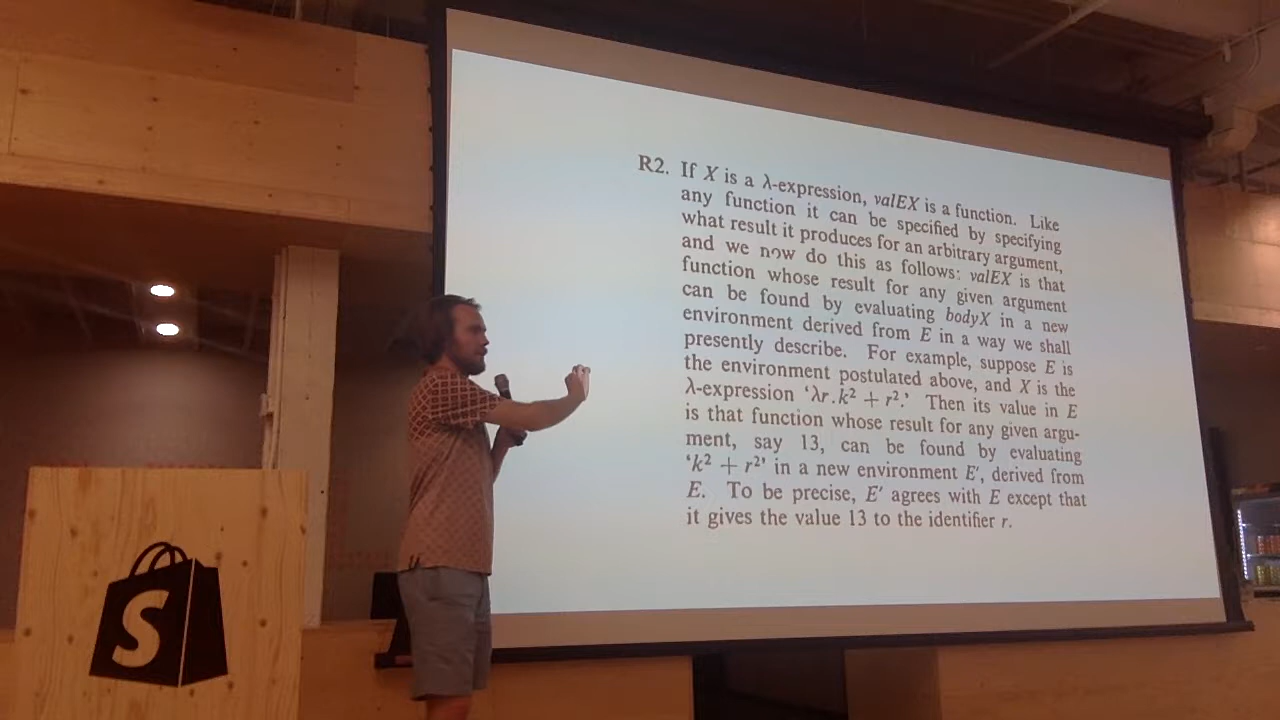 R2. If X is a λ-expression, valEX is a function. Like
any function it can be specified by specifying
what result it produces for an arbitrary argument,
and we now do this as follows: valEX is that
function whose result for any given argument
can be found by evaluating bodyX in a new
environment derived from E in a way we shall
presently describe. For example, suppose E is
the environment postulated above, and X is the
λ-expression ‘λr.k² + r².’ Then its value in E
is that function whose result for any given argu-
ment, say 13, can be found by evaluating
‘k² + r²’ in a new environment E′, derived from
E. To be precise, E′ agrees with E except that
it gives the value 13 to the identifier r.
S